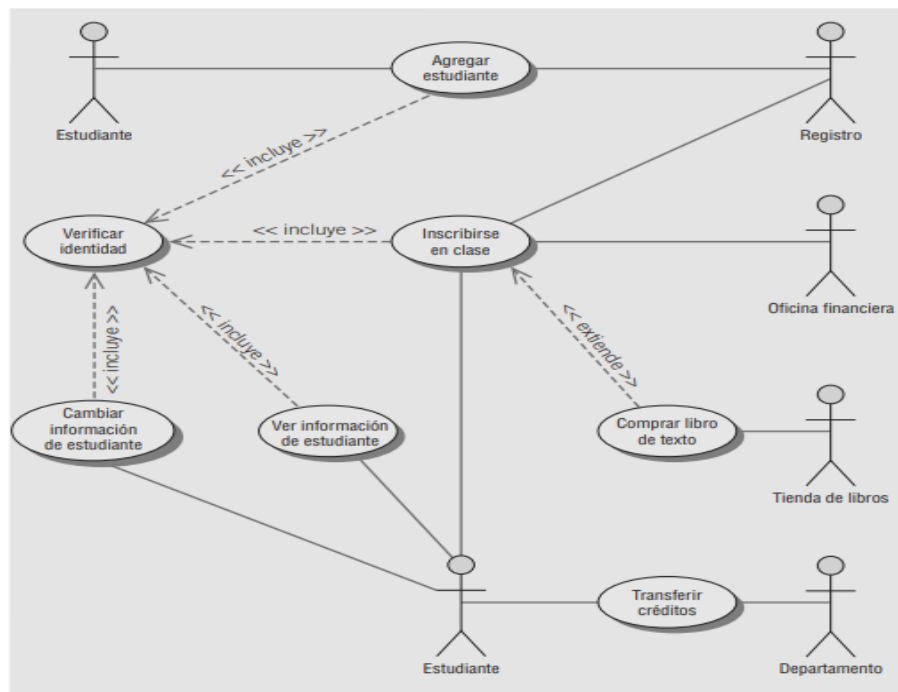 Agregar
estudiante
Estudiante
Registro
<< incluye >>
Verificar
identidad
<< incluye >>
Inscribirse
en clase
Oficina financiera
<< incluye >>
<< incluye >>
<< extiende >>
Cambiar
información
de estudiante
Ver información
de estudiante
Comprar libro
de texto
Tienda de libros
Transferir
créditos
Estudiante
Departamento